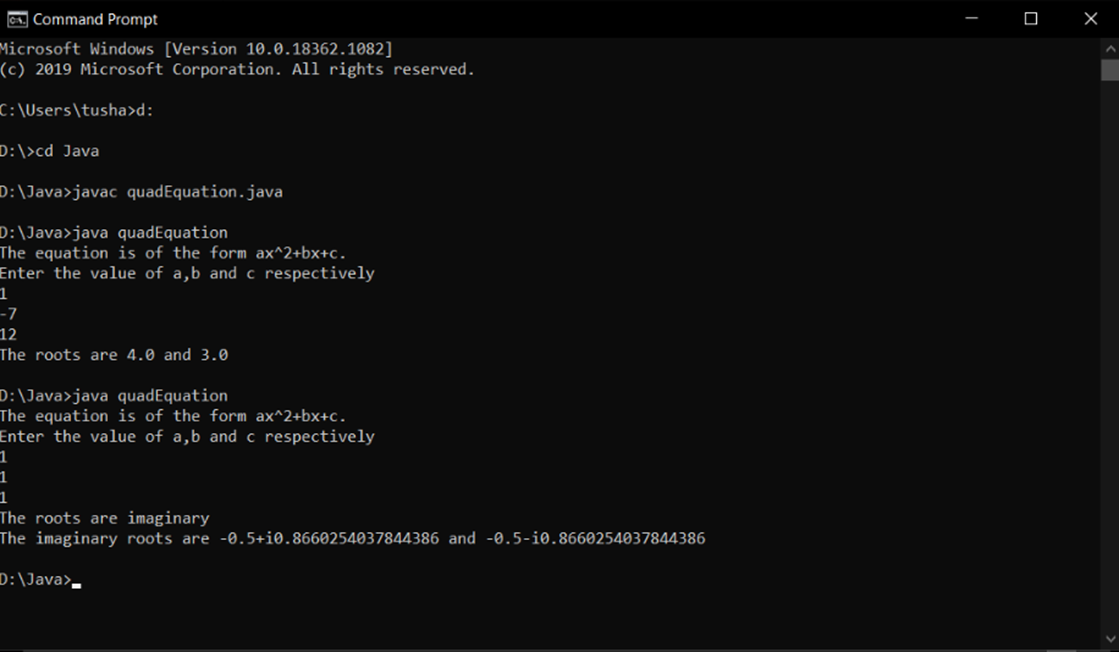 Command Prompt
Microsoft Windows [Version 10.0.18362.1082]
(c) 2019 Microsoft Corporation. All rights reserved.
C:\Users\tusha>d:
D:\>cd Java
D:\Java>javac quadEquation.java
D:\Java>java quadEquation
The equation is of the form ax^2+bx+c.
Enter the value of a,b and c respectively
1
-7
12
The roots are 4.0 and 3.0
D:\Java>java quadEquation
The equation is of the form ax^2+bx+c.
Enter the value of a,b and c respectively
1
1
1
The roots are imaginary
The imaginary roots are -0.5+i0.8660254037844386 and -0.5-i0.8660254037844386
D:\Java>